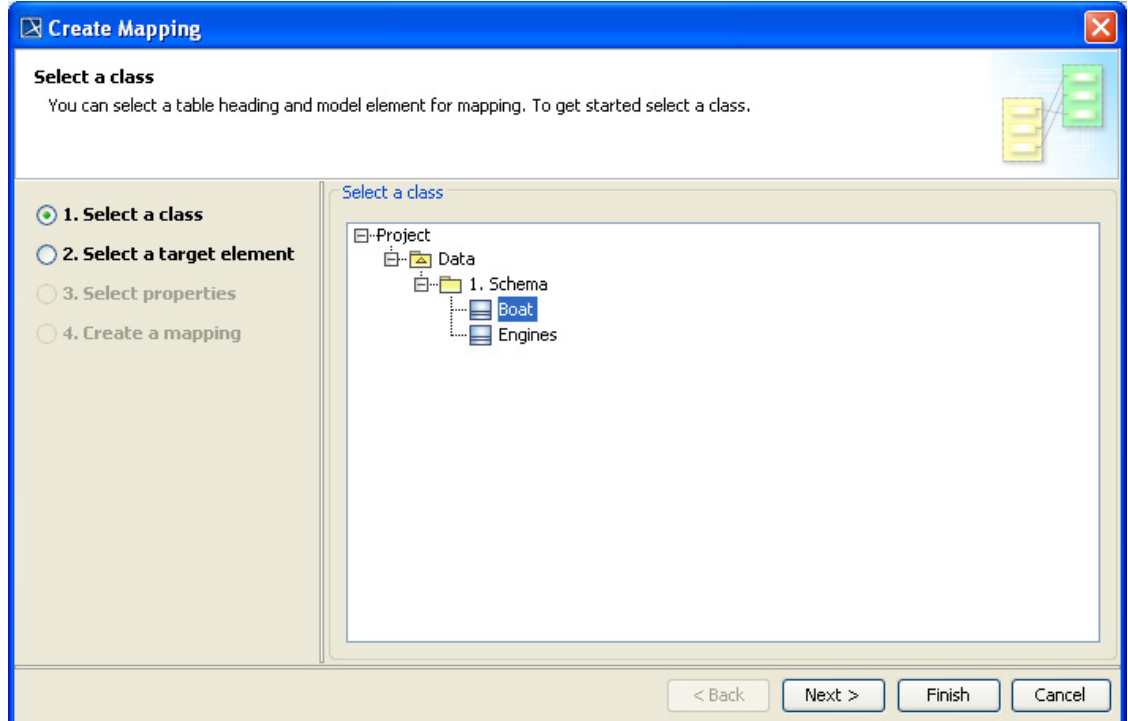 Create Mapping
Select a class
You can select a table heading and model element for mapping. To get started select a class.
1. Select a class
2. Select a target element
3. Select properties
4. Create a mapping
Select a class
Project
Data
1. Schema
Boat
Engines
< Back Next > Finish Cancel